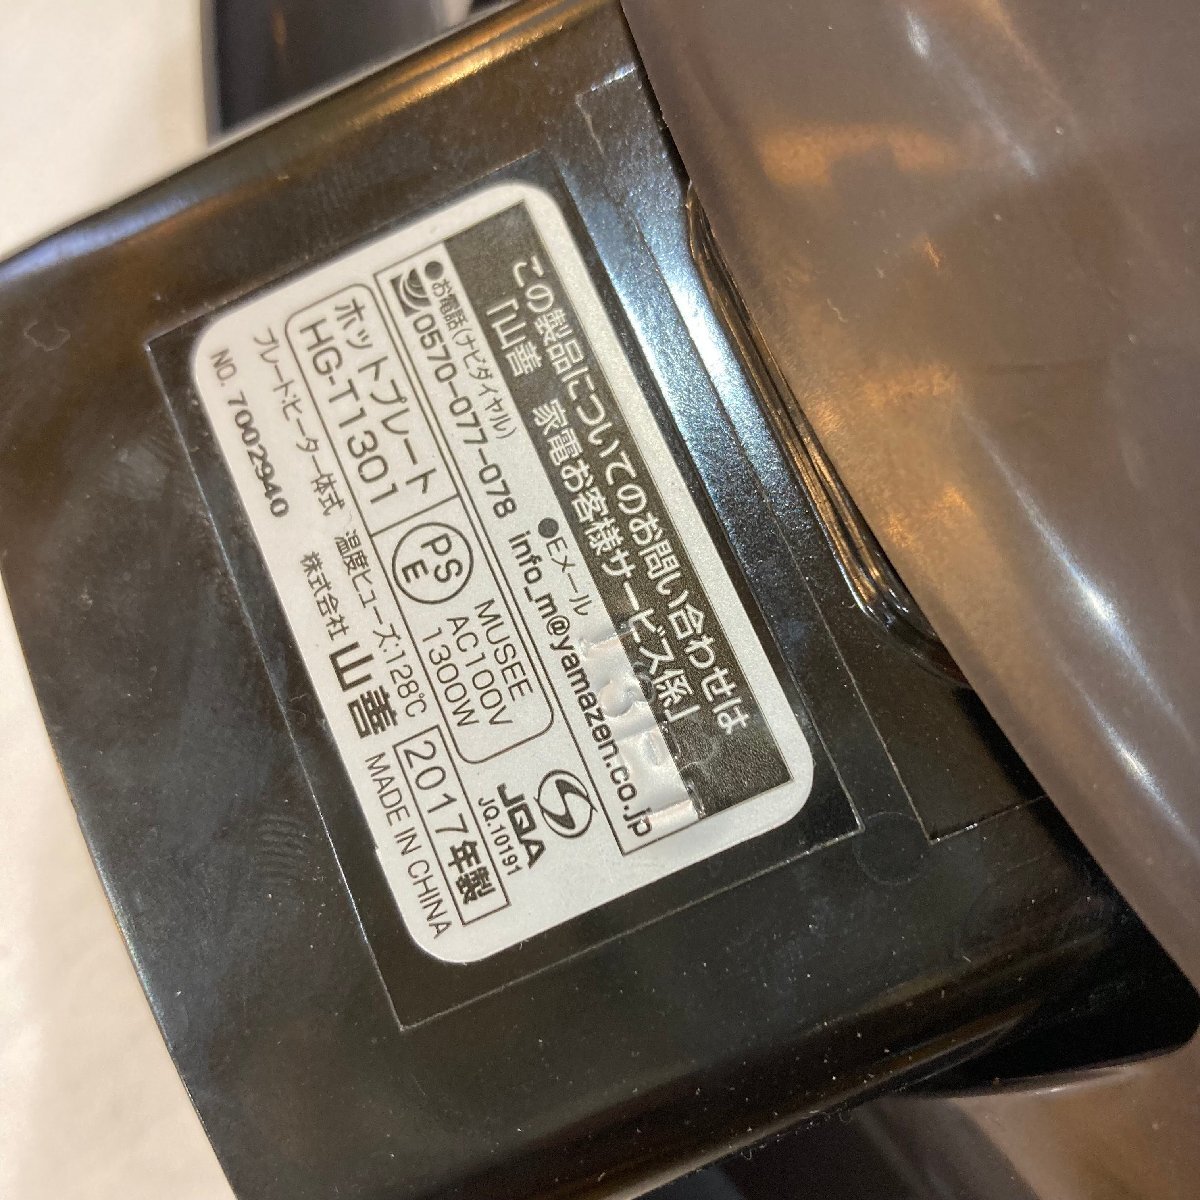 この製品についてのお問い合わせは
「山善 家電お客様サービス係」
●お電話(ナビダイヤル) ●Eメール
0570-077-078 info_m@yamazen.co.jp
ホットプレート
HG-T1301
PS
E
MUSEE
AC100V
1300W
JQA
JQ.10191
プレート:ヒーター体式 温度ヒューズ:128℃
2017年製
NO. 7002940
株式会社 山善 MADE IN CHINA